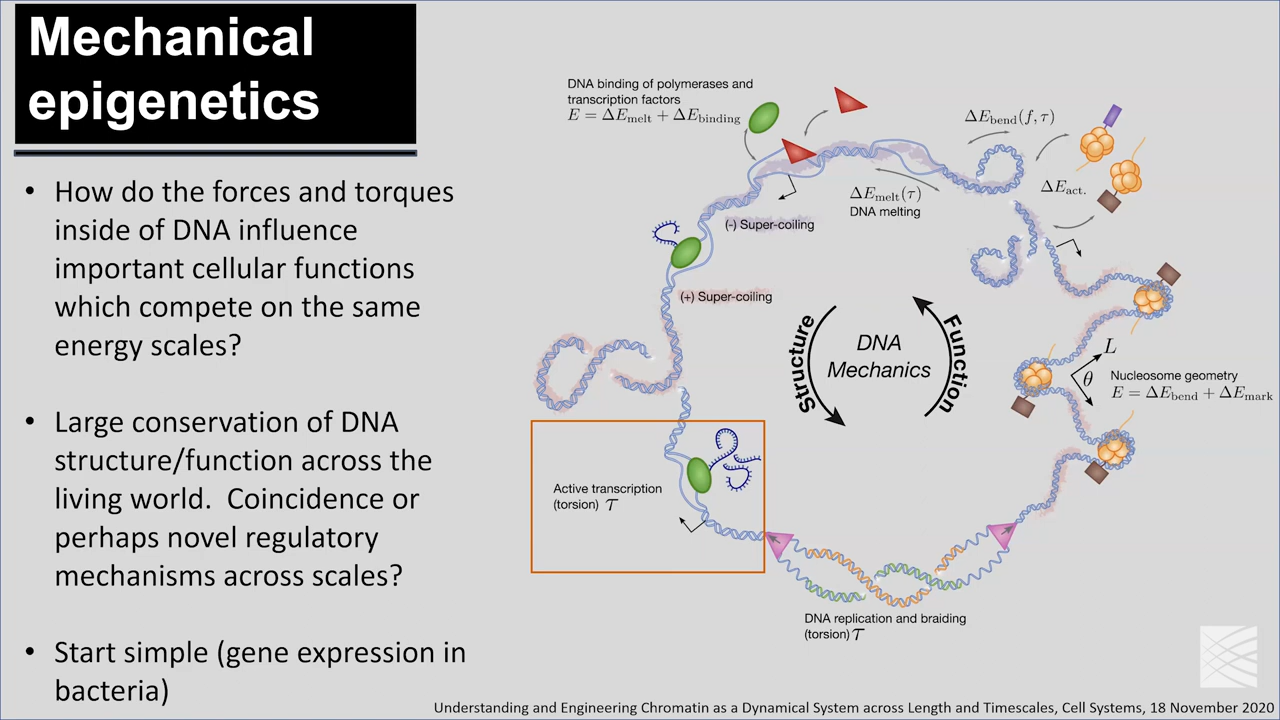 Mechanical
epigenetics
• How do the forces and torques
inside of DNA influence
important cellular functions
which compete on the same
energy scales?
• Large conservation of DNA
structure/function across the
living world.  Coincidence or
perhaps novel regulatory
mechanisms across scales?
• Start simple (gene expression in
bacteria)
DNA binding of polymerases and
transcription factors
E = ΔE_melt + ΔE_binding
ΔE_bend(f, τ)
ΔE_act.
ΔE_melt(τ)
DNA melting
(-) Super-coiling
(+) Super-coiling
Structure
DNA
Mechanics
Function
L
θ
Nucleosome geometry
E = ΔE_bend + ΔE_mark
Active transcription
(torsion) τ
DNA replication and braiding
(torsion) τ
Understanding and Engineering Chromatin as a Dynamical System across Length and Timescales, Cell Systems, 18 November 2020